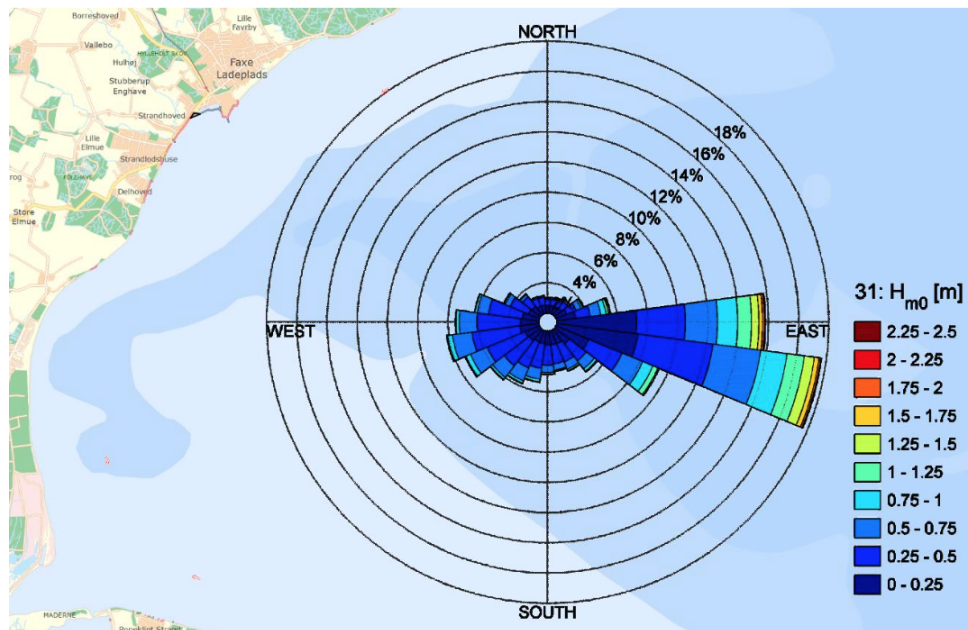 Borreshoved
Vallebo
Hulhøj
Stubberup
Enghave
Strandhoved
Lille
Favrby
Faxe
Ladeplads
Lille
Elmue
Strandlodshuse
Delhoved
rog
Store
Elmue
MADERNE
NORTH
18%
16%
14%
12%
10%
8%
6%
4%
WEST
EAST
SOUTH
31: Hm0 [m]
2.25 - 2.5
2 - 2.25
1.75 - 2
1.5 - 1.75
1.25 - 1.5
1 - 1.25
0.75 - 1
0.5 - 0.75
0.25 - 0.5
0 - 0.25